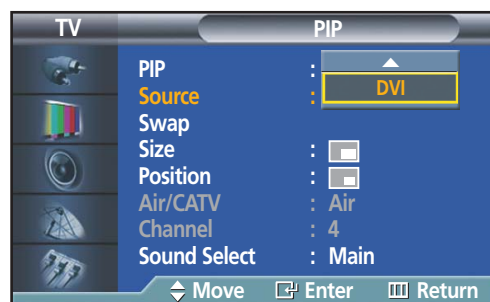 TV PIP
PIP :
Source : DVI
Swap
Size :
Position :
Air/CATV : Air
Channel : 4
Sound Select : Main
Move Enter Return